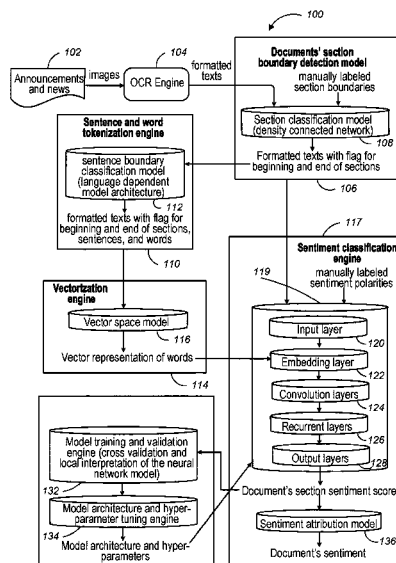 100
102
Announcements
and news
images
104
OCR Engine
formatted
texts
Documents' section
boundary detection model
manually labeled
section boundaries
Section classification model
(density connected network)
108
Formatted texts with flag for
beginning and end of sections
106
Sentence and word
tokenization engine
sentence boundary
classification model
(language dependent
model architecture)
112
formatted texts with flag for
beginning and end of sections,
sentences, and words
110
Vectorization
engine
Vector space model
116
Vector representation of words
114
117
Sentiment classification
engine
119
manually labeled
sentiment polarities
Input layer
120
Embedding layer
122
Convolution layers
124
Recurrent layers
126
Output layers
128
Document's section sentiment score
Sentiment attribution model
136
Document's sentiment
Model training and validation
engine (cross validation and
local interpretation of the neural
network model)
132
Model architecture and hyper-
parameter tuning engine
134
Model architecture and hyper-
parameters